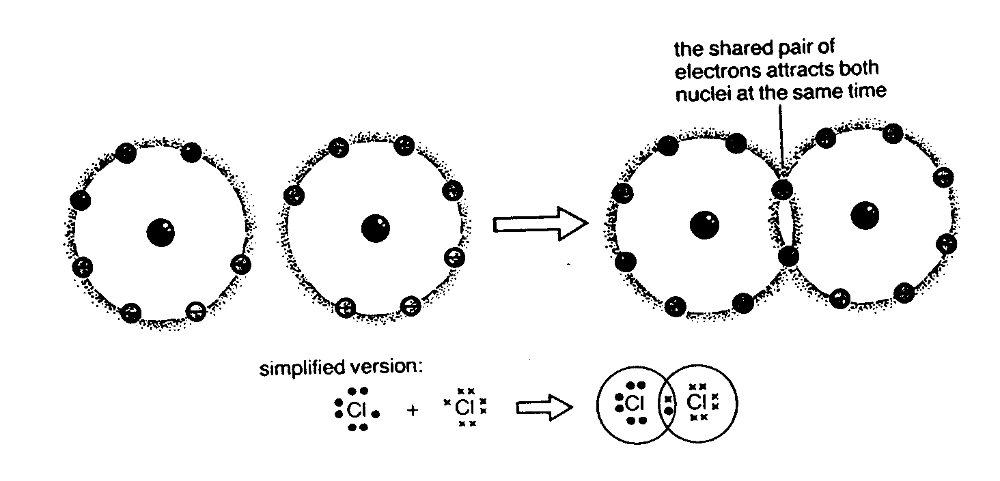 the shared pair of
electrons attracts both
nuclei at the same time
simplified version:
Cl + Cl Cl Cl